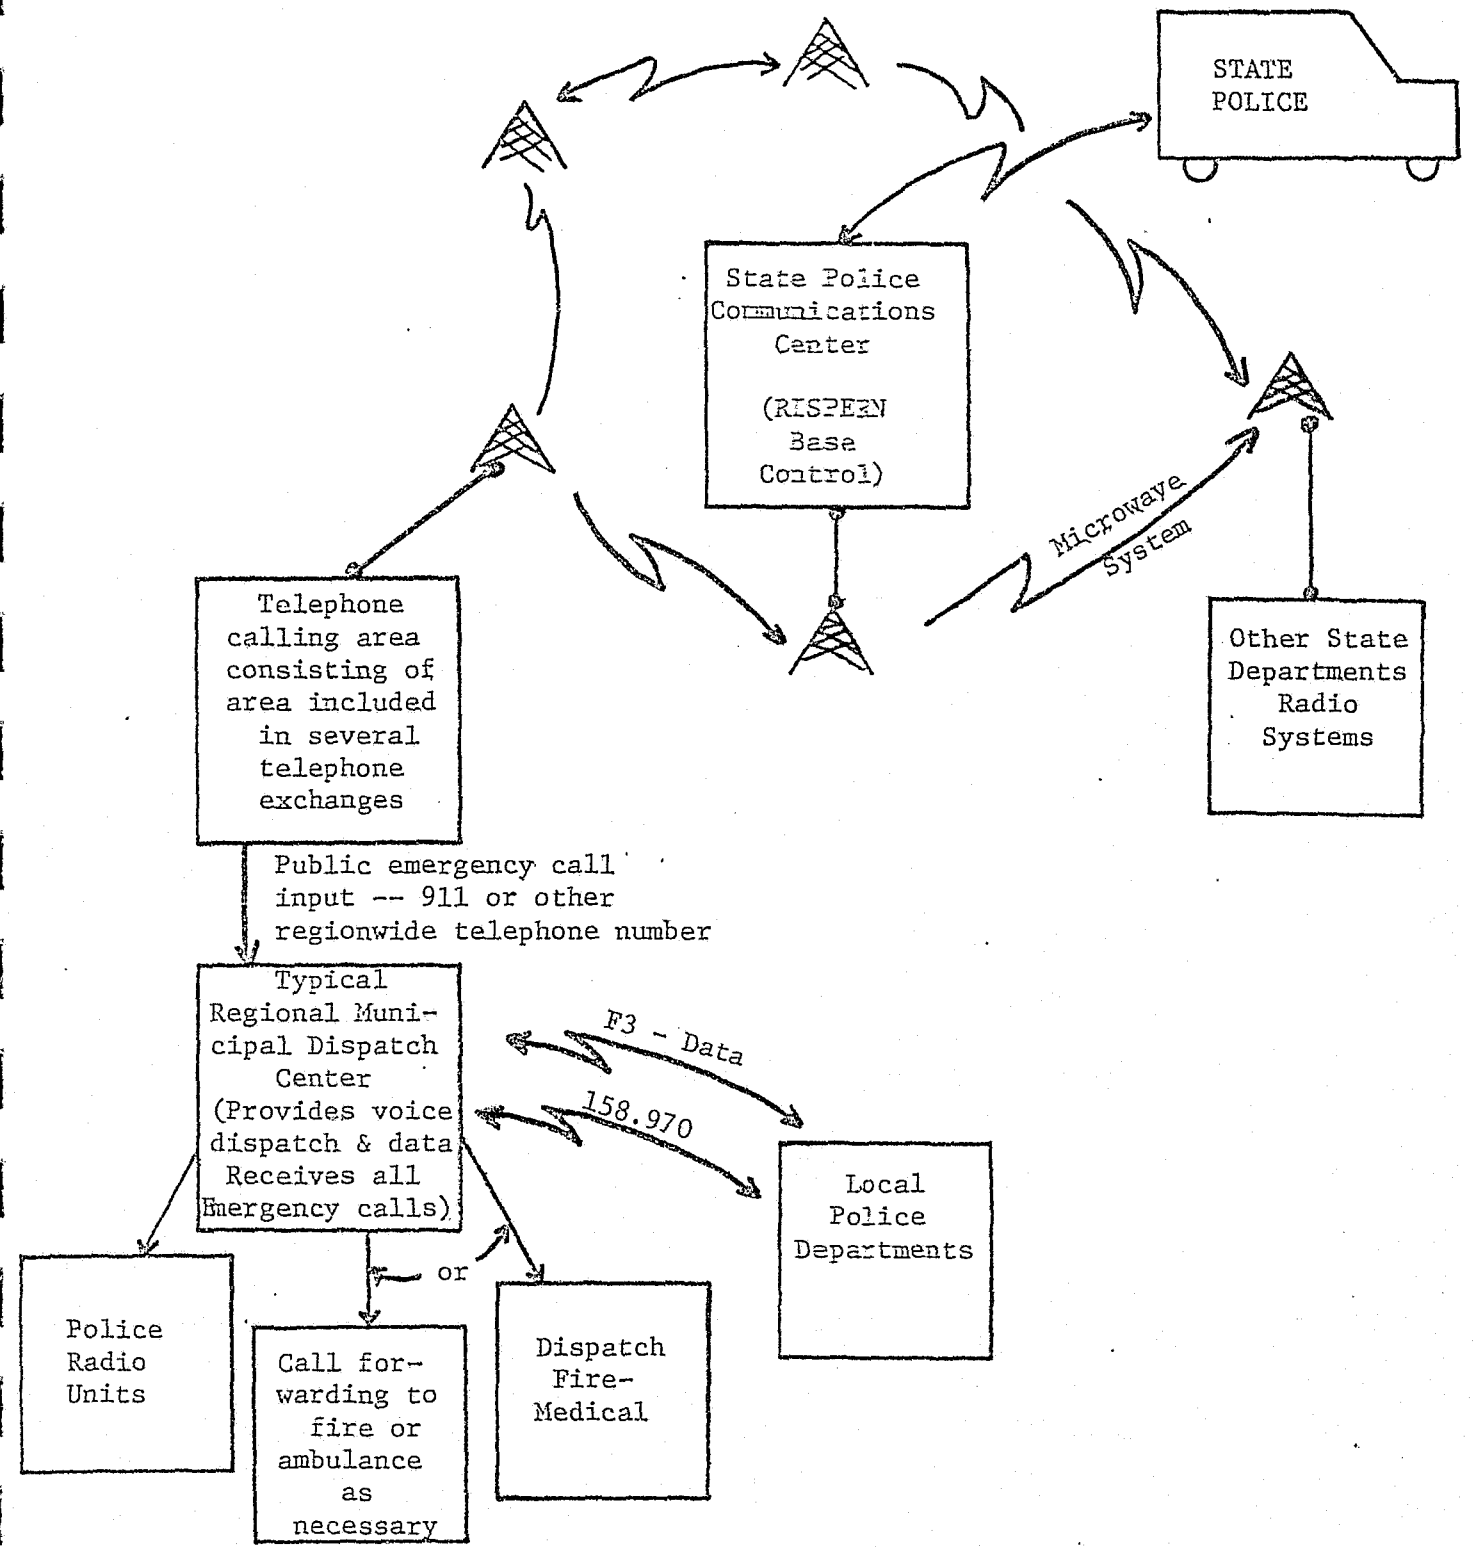 STATE
POLICE
State Police
Communications
Center
(RISPERN
Base
Control)
Microwave
System
Telephone
calling area
consisting of
area included
in several
telephone
exchanges
Other State
Departments
Radio
Systems
Public emergency call
input -- 911 or other
regionwide telephone number
Typical
Regional Muni-
cipal Dispatch
Center
(Provides voice
dispatch & data
Receives all
Emergency calls)
F3 - Data
158.970
Local
Police
Departments
or
Police
Radio
Units
Call for-
warding to
fire or
ambulance
as
necessary
Dispatch
Fire-
Medical